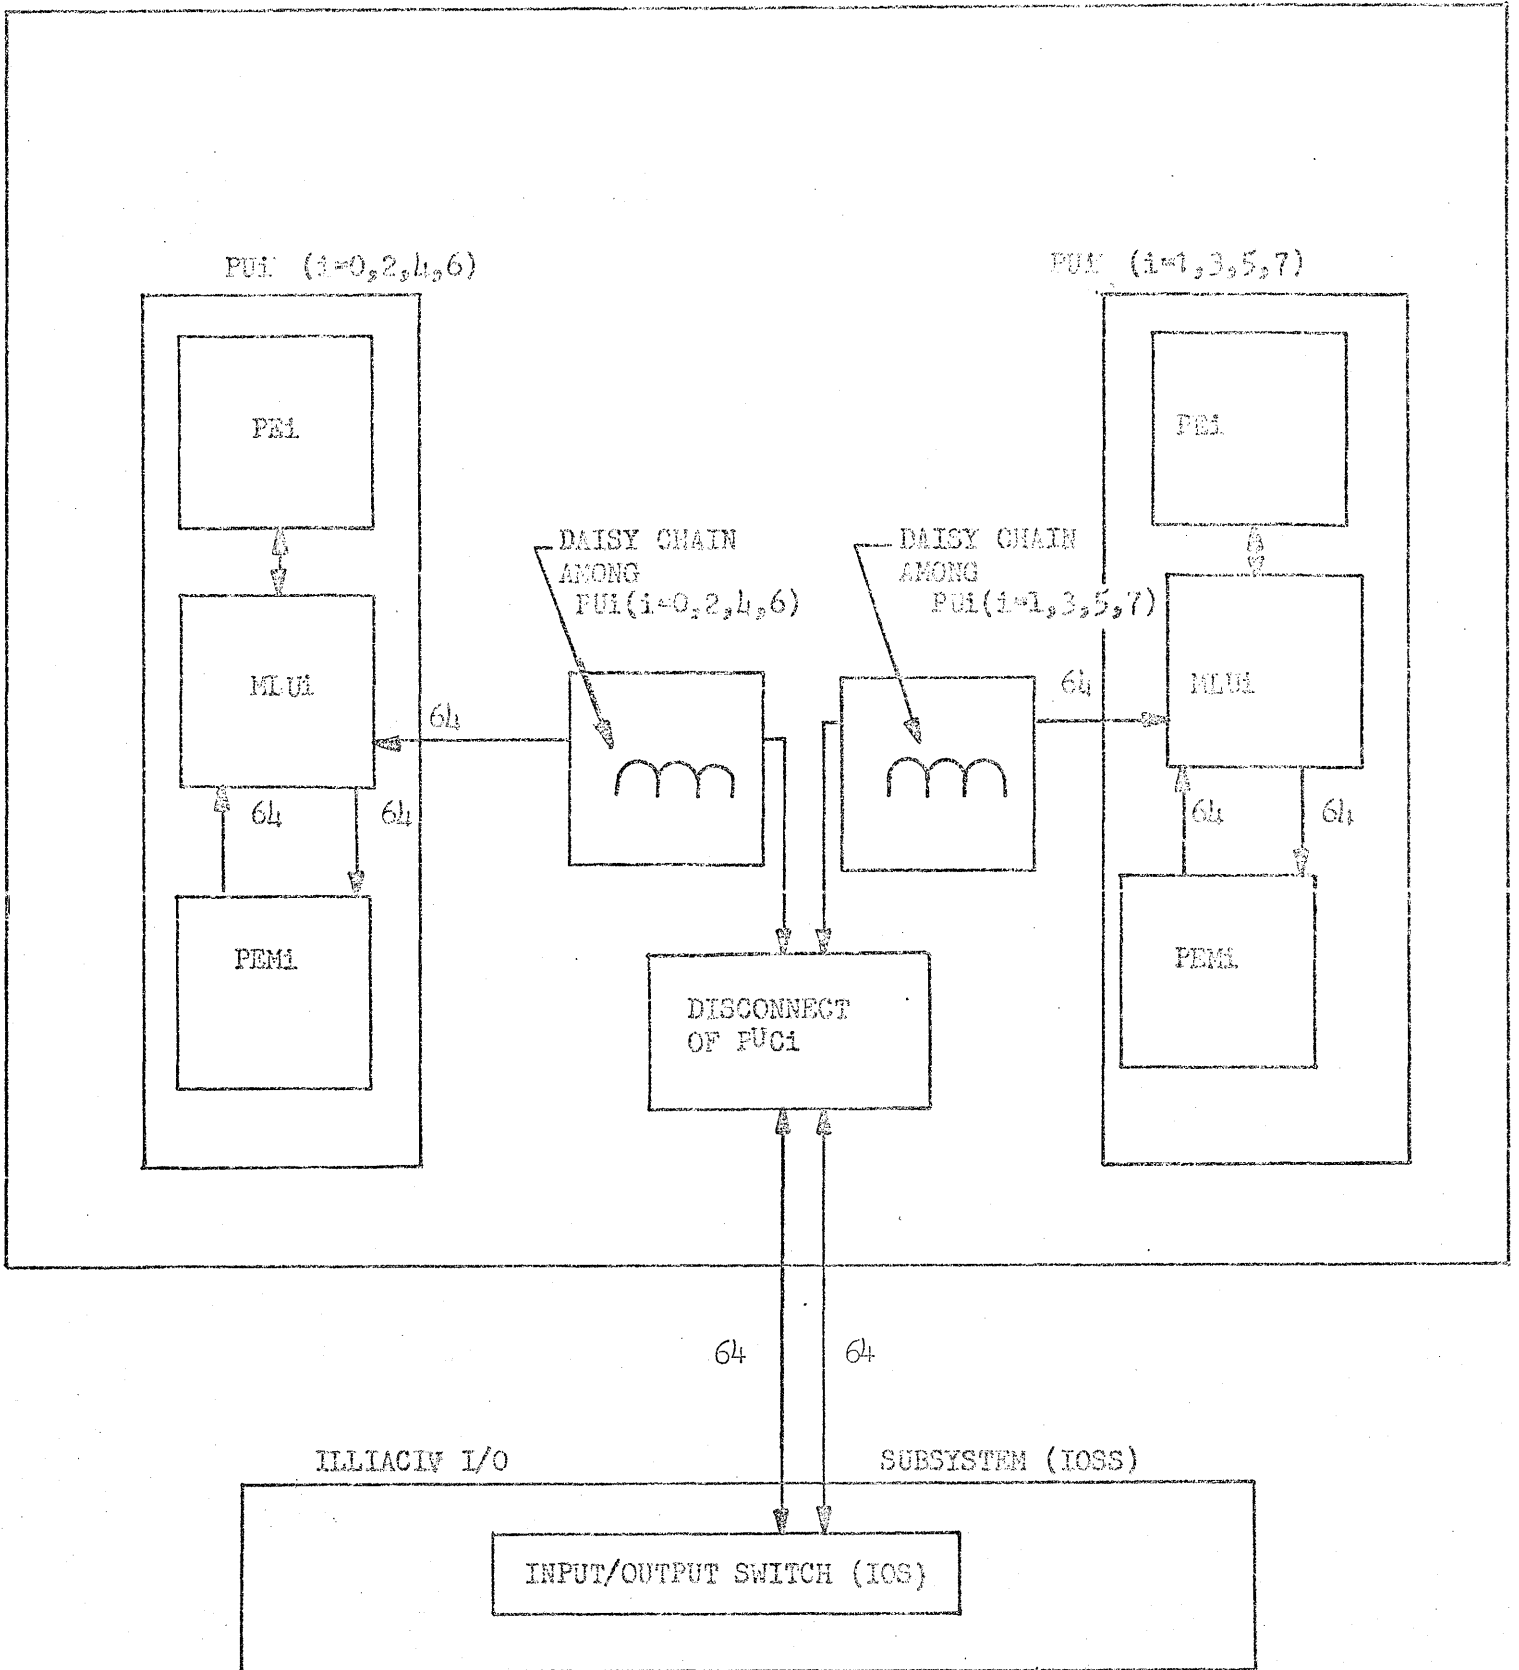 PUi (i=0,2,4,6)
PUi (i=1,3,5,7)
PEi
PEi
DAISY CHAIN
AMONG
PUi(i=0,2,4,6)
DAISY CHAIN
AMONG
PUi(i=1,3,5,7)
MLUi
64
64
MLUi
64
64
64
64
PEMi
PEMi
DISCONNECT
OF PUCi
64
64
ILLIACIV I/O
SUBSYSTEM (IOSS)
INPUT/OUTPUT SWITCH (IOS)